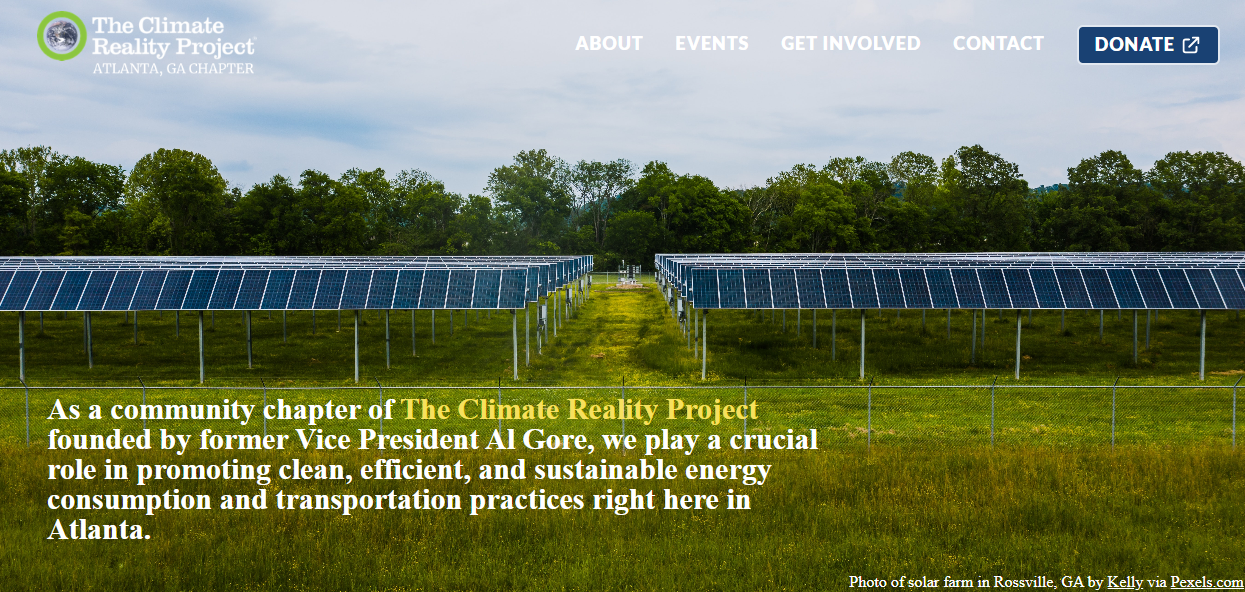 The Climate
Reality Project
ATLANTA, GA CHAPTER
ABOUT EVENTS GET INVOLVED CONTACT DONATE
As a community chapter of The Climate Reality Project
founded by former Vice President Al Gore, we play a crucial
role in promoting clean, efficient, and sustainable energy
consumption and transportation practices right here in
Atlanta.
Photo of solar farm in Rossville, GA by Kelly via Pexels.com